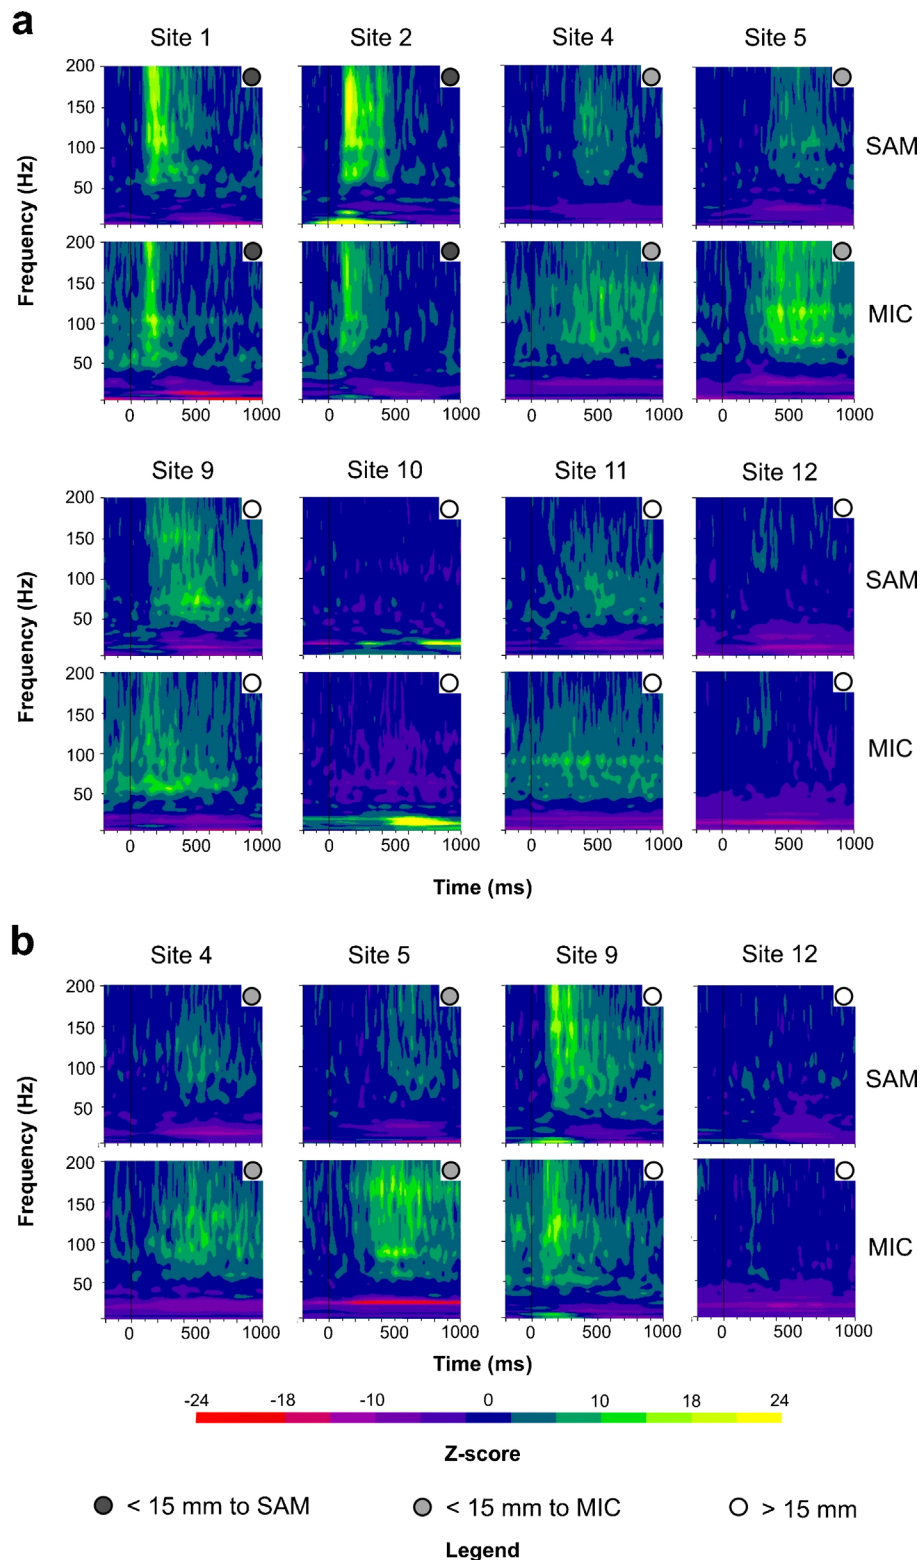 a
Site 1 Site 2 Site 4 Site 5
200
150
100
50
SAM
200
150
100
50
MIC
0 500 1000 0 500 1000 0 500 1000 0 500 1000
Frequency (Hz)
Site 9 Site 10 Site 11 Site 12
200
150
100
50
SAM
200
150
100
50
MIC
0 500 1000 0 500 1000 0 500 1000 0 500 1000
Frequency (Hz)
Time (ms)
b
Site 4 Site 5 Site 9 Site 12
200
150
100
50
SAM
200
150
100
50
MIC
0 500 1000 0 500 1000 0 500 1000 0 500 1000
Frequency (Hz)
Time (ms)
-24 -18 -10 0 10 18 24
Z-score
< 15 mm to SAM < 15 mm to MIC > 15 mm
Legend